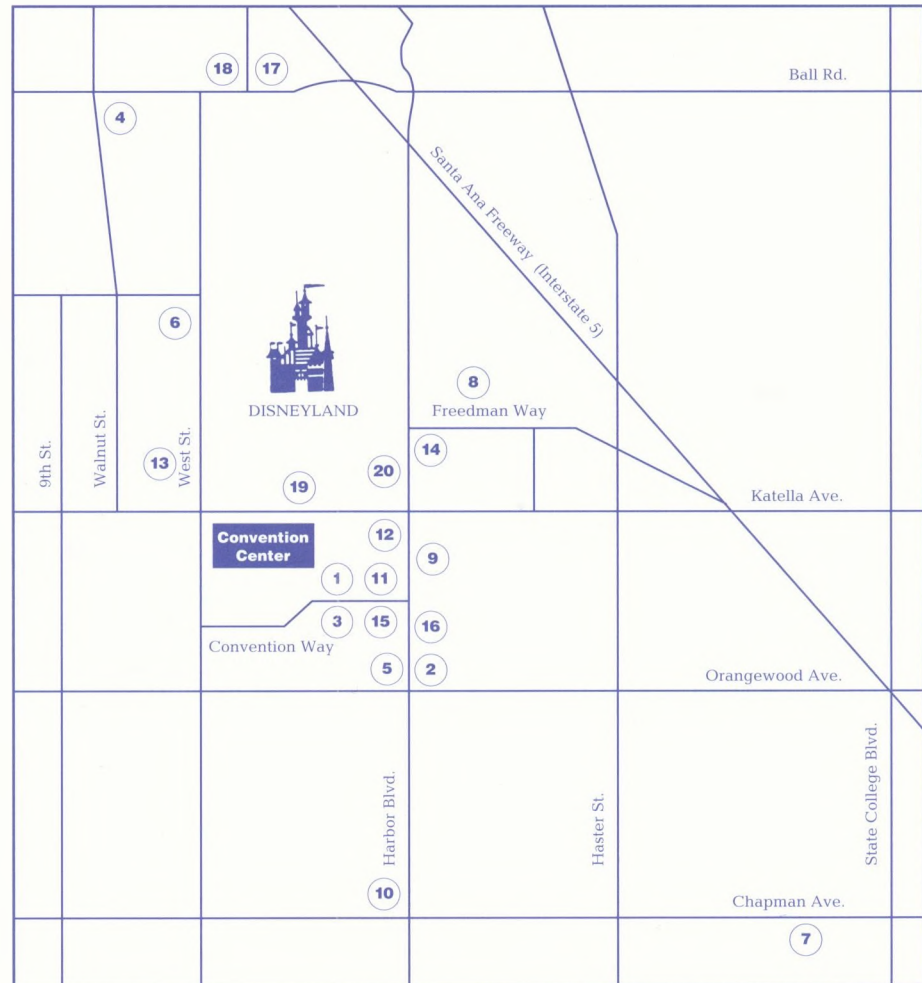 18
17
Ball Rd.
4
Santa Ana Freeway (Interstate 5)
6
8
DISNEYLAND
Freedman Way
9th St.
Walnut St.
13
West St.
14
20
19
Katella Ave.
Convention
Center
12
9
1
11
3
15
16
Convention Way
5
2
Orangewood Ave.
Harbor Blvd.
Haster St.
State College Blvd.
10
Chapman Ave.
7